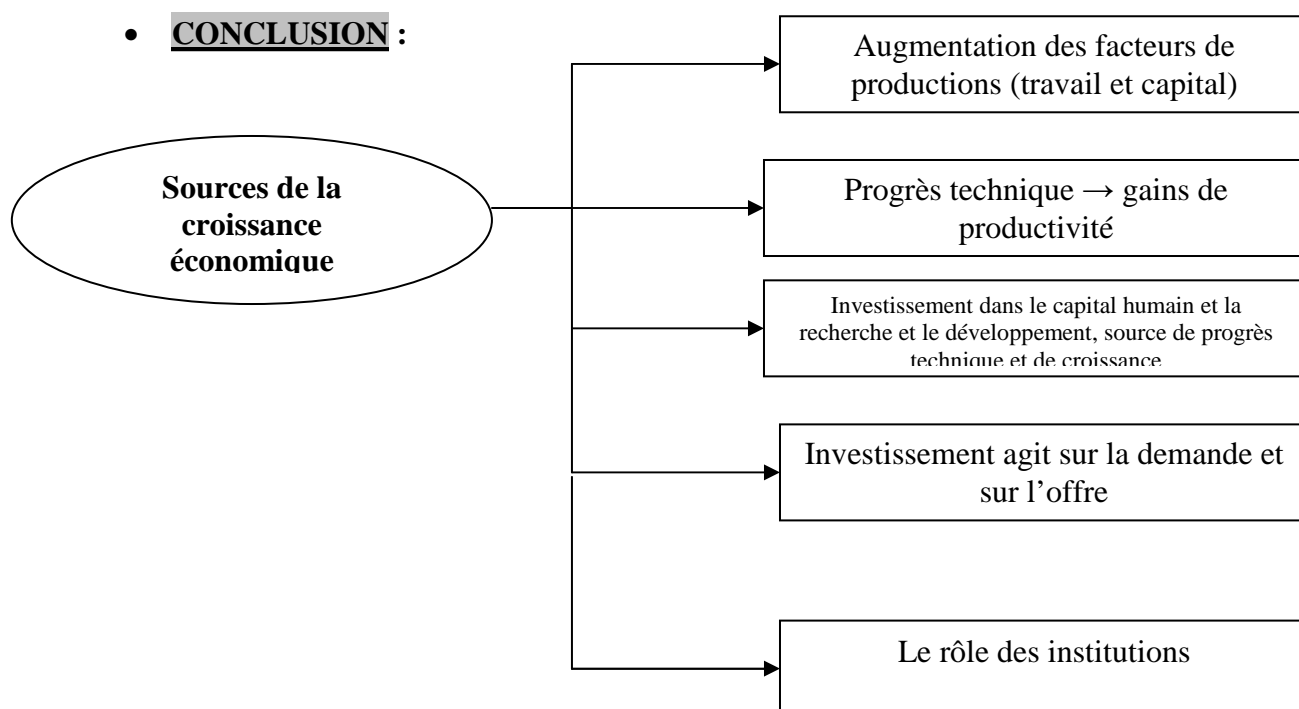 • CONCLUSION :
Augmentation des facteurs de
productions (travail et capital)
Sources de la
croissance
économique
Progrès technique → gains de
productivité
Investissement dans le capital humain et la
recherche et le développement, source de progrès
technique et de croissance
Investissement agit sur la demande et
sur l’offre
Le rôle des institutions